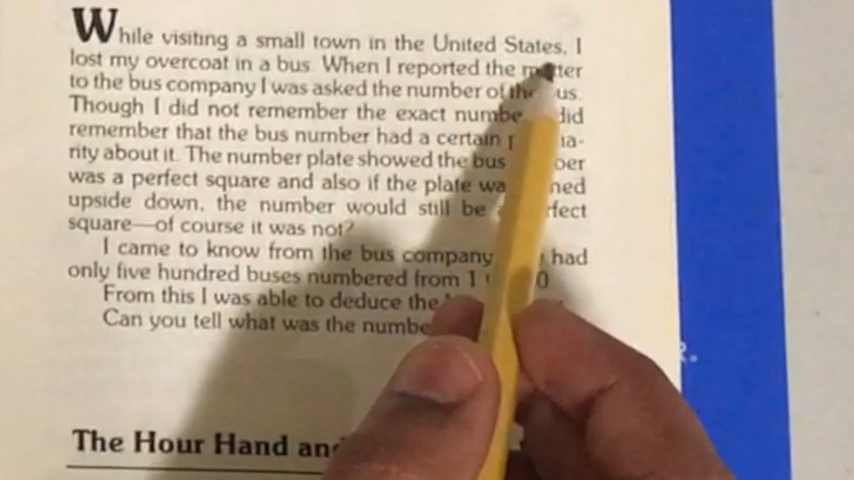 While visiting a small town in the United States, I
lost my overcoat in a bus. When I reported the matter
to the bus company I was asked the number of the bus.
Though I did not remember the exact did
remember that the bus number had a certain
rity about it. The number plate showed the bus
was a perfect square and also if the plate
upside down, the number would still be
square—of course it was not?
I came to know from the bus company had
only five hundred buses numbered from 1
From this I was able to deduce the
Can you tell what was the
The Hour Hand
R.